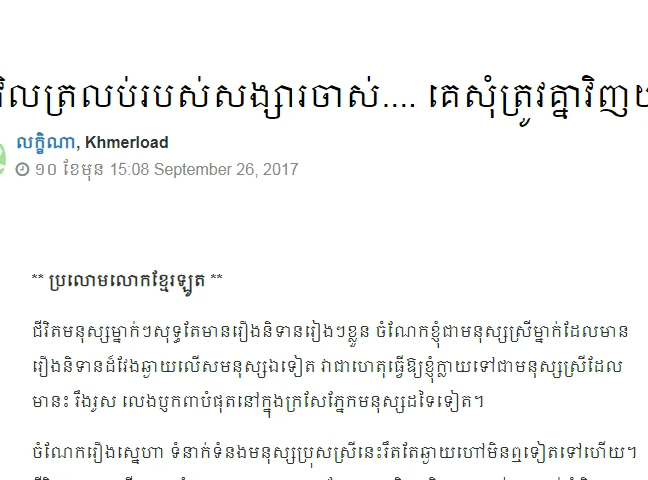 វិលត្រលប់របស់សង្សារចាស់.... គេសុំត្រូវគ្នាវិញ
លក្ខិណា, Khmerload
១០ ខែមុន 15:08 September 26, 2017
** ប្រលោមលោកខ្មែរឡូត **
ជីវិតមនុស្សម្នាក់ៗសុទ្ធតែមានរឿងនិទានរៀងៗខ្លួន ចំណែកខ្ញុំជាមនុស្សស្រីម្នាក់ដែលមាន
រឿងនិទានដ៏វែងឆ្ងាយលើសមនុស្សឯទៀត វាជាហេតុធ្វើឱ្យខ្ញុំក្លាយទៅជាមនុស្សស្រីដែល
មានះ រឹងរូស លេងឬកពាបំផុតនៅក្នុងក្រសែភ្នែកមនុស្សដទៃទៀត។
ចំណែករឿងស្នេហា ទំនាក់ទំនងមនុស្សប្រុសស្រីនេះរឹតតែឆ្ងាយហៅមិនឮទៀតទៅហើយ។